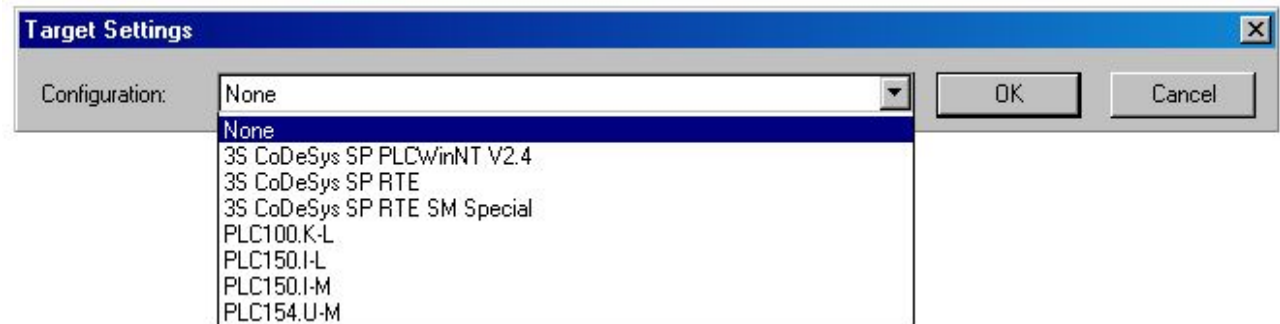 Target Settings
Configuration: None OK Cancel
None
3S CoDeSys SP PLCWinNT V2.4
3S CoDeSys SP RTE
3S CoDeSys SP RTE SM Special
PLC100.K-L
PLC150.I-L
PLC150.I-M
PLC154.U-M